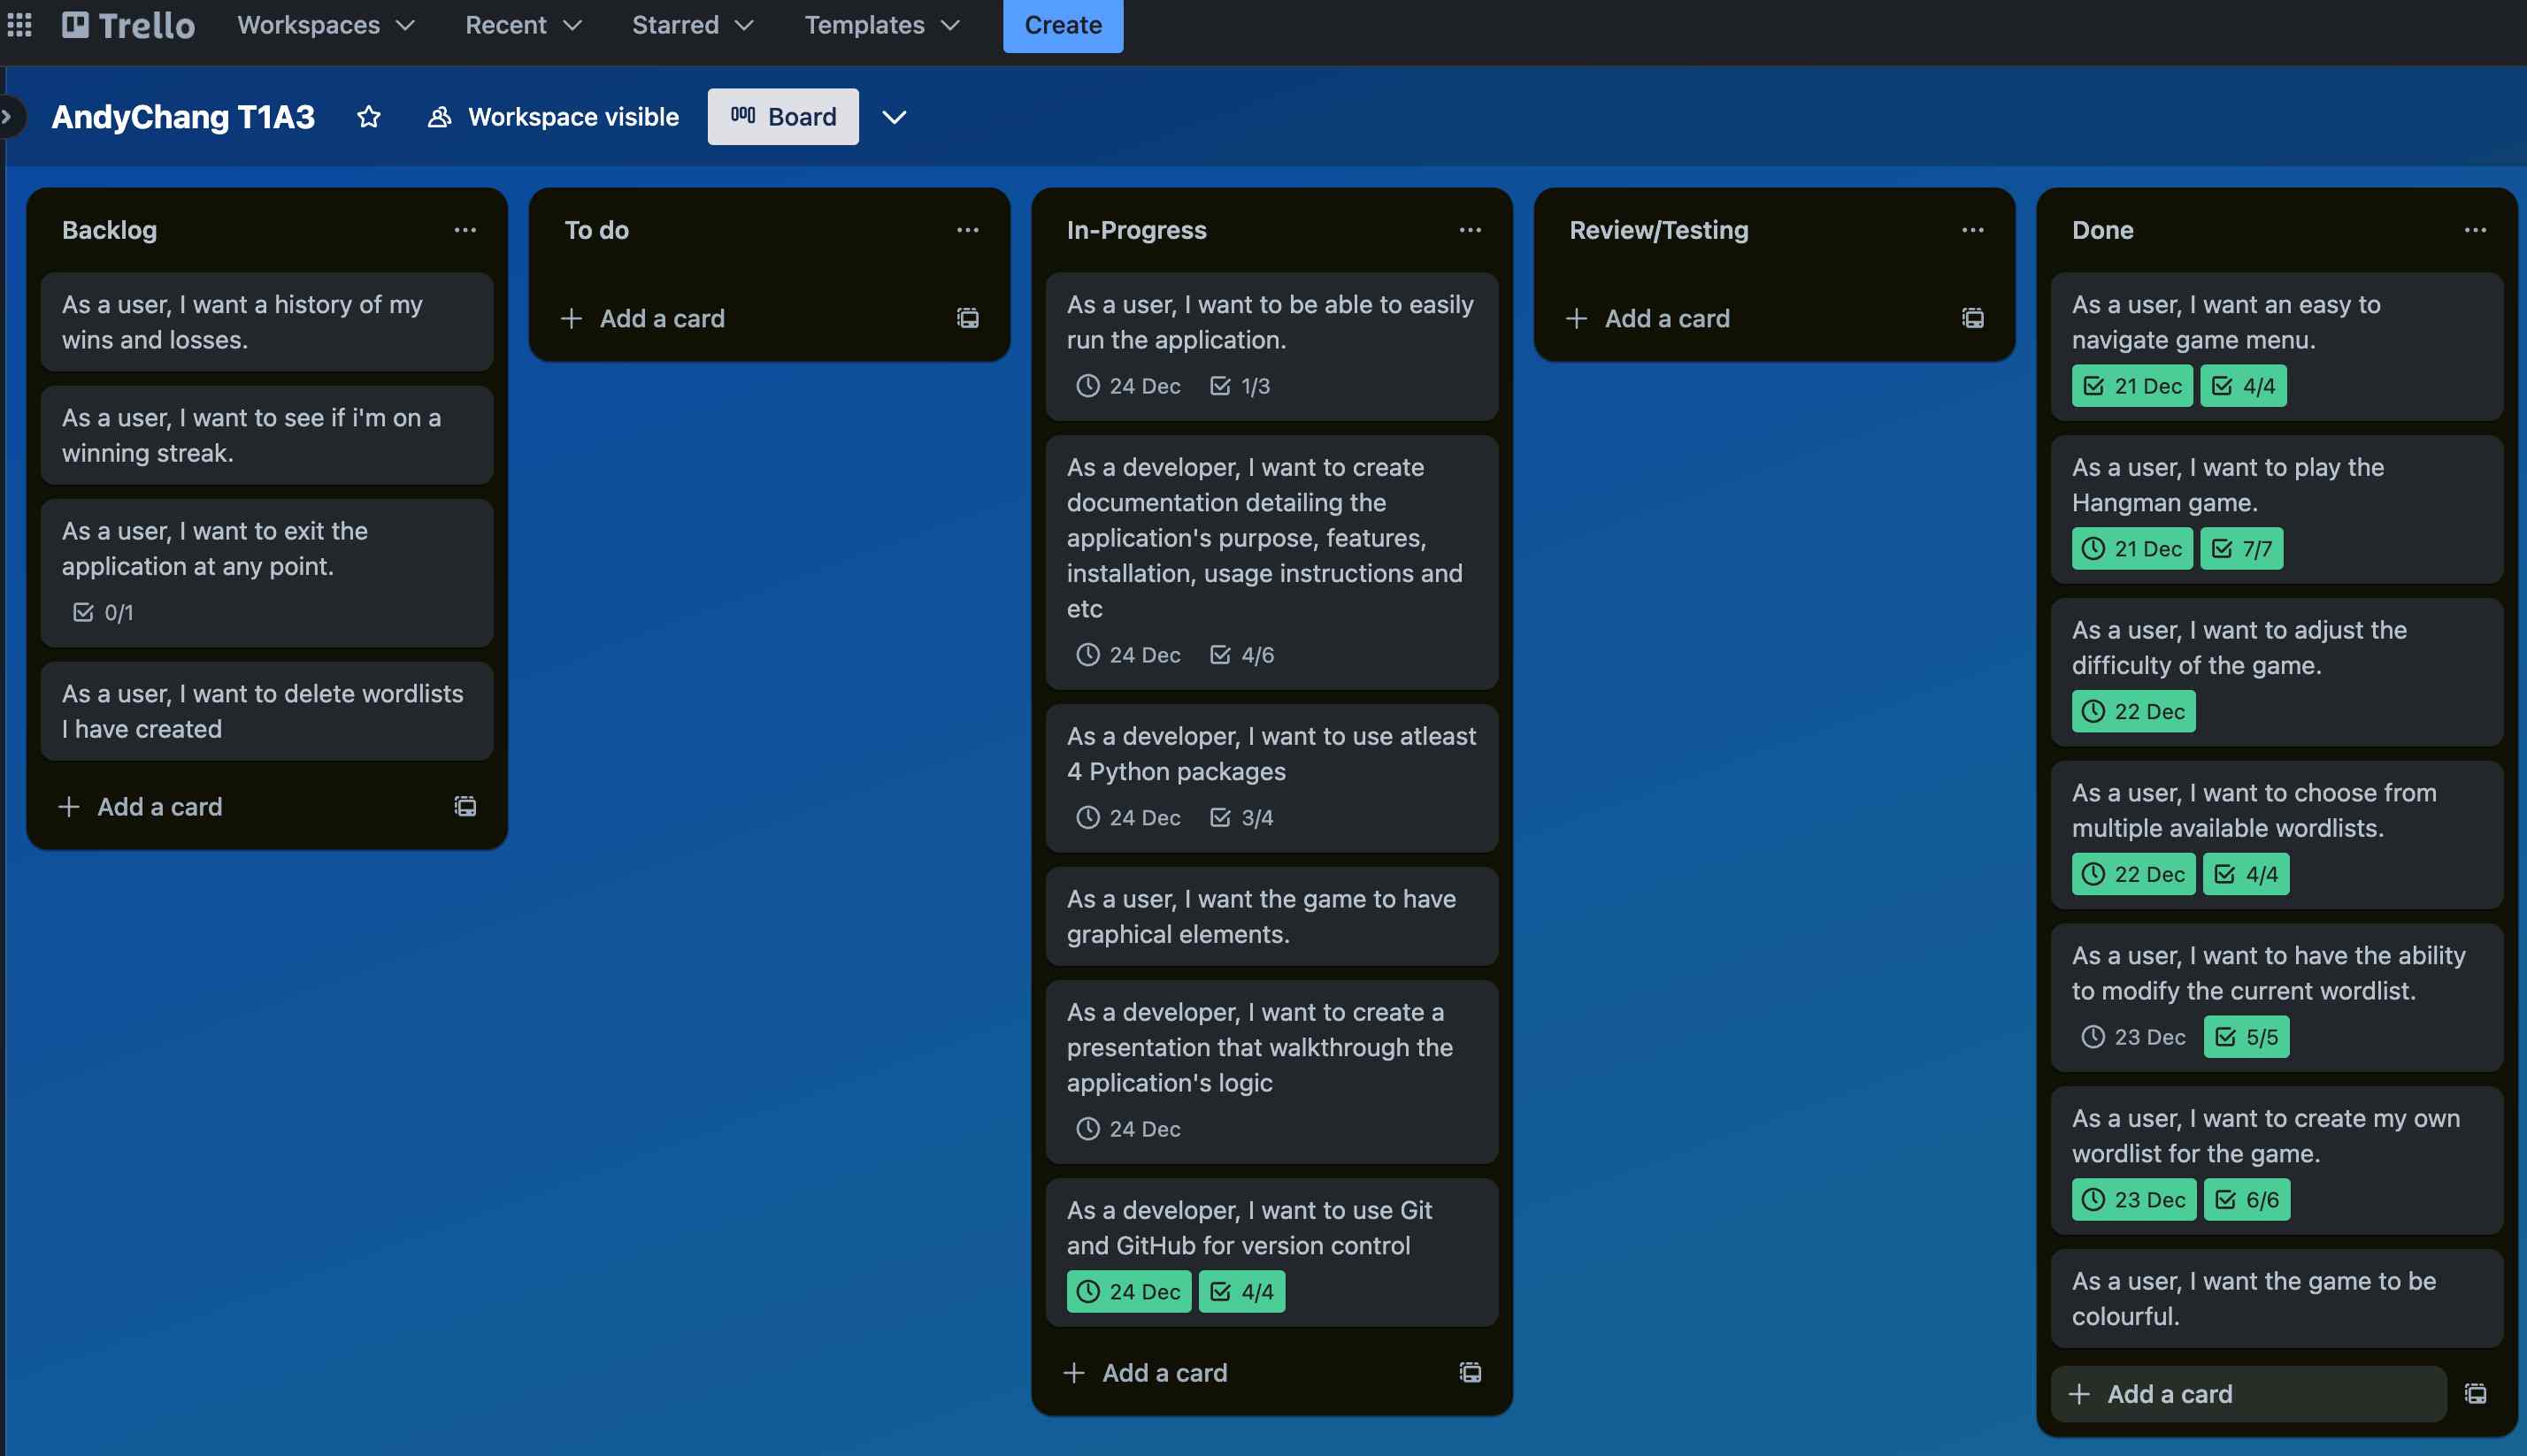 Trello
Workspaces
Recent
Starred
Templates
Create
AndyChang T1A3
Workspace visible
Board
Backlog
As a user, I want a history of my
wins and losses.
As a user, I want to see if i'm on a
winning streak.
As a user, I want to exit the
application at any point.
0/1
As a user, I want to delete wordlists
I have created
Add a card
To do
Add a card
In-Progress
As a user, I want to be able to easily
run the application.
24 Dec 1/3
As a developer, I want to create
documentation detailing the
application's purpose, features,
installation, usage instructions and
etc
24 Dec 4/6
As a developer, I want to use atleast
4 Python packages
24 Dec 3/4
As a user, I want the game to have
graphical elements.
As a developer, I want to create a
presentation that walkthrough the
application's logic
24 Dec
As a developer, I want to use Git
and GitHub for version control
24 Dec 4/4
Add a card
Review/Testing
Add a card
Done
As a user, I want an easy to
navigate game menu.
21 Dec 4/4
As a user, I want to play the
Hangman game.
21 Dec 7/7
As a user, I want to adjust the
difficulty of the game.
22 Dec
As a user, I want to choose from
multiple available wordlists.
22 Dec 4/4
As a user, I want to have the ability
to modify the current wordlist.
23 Dec 5/5
As a user, I want to create my own
wordlist for the game.
23 Dec 6/6
As a user, I want the game to be
colourful.
Add a card